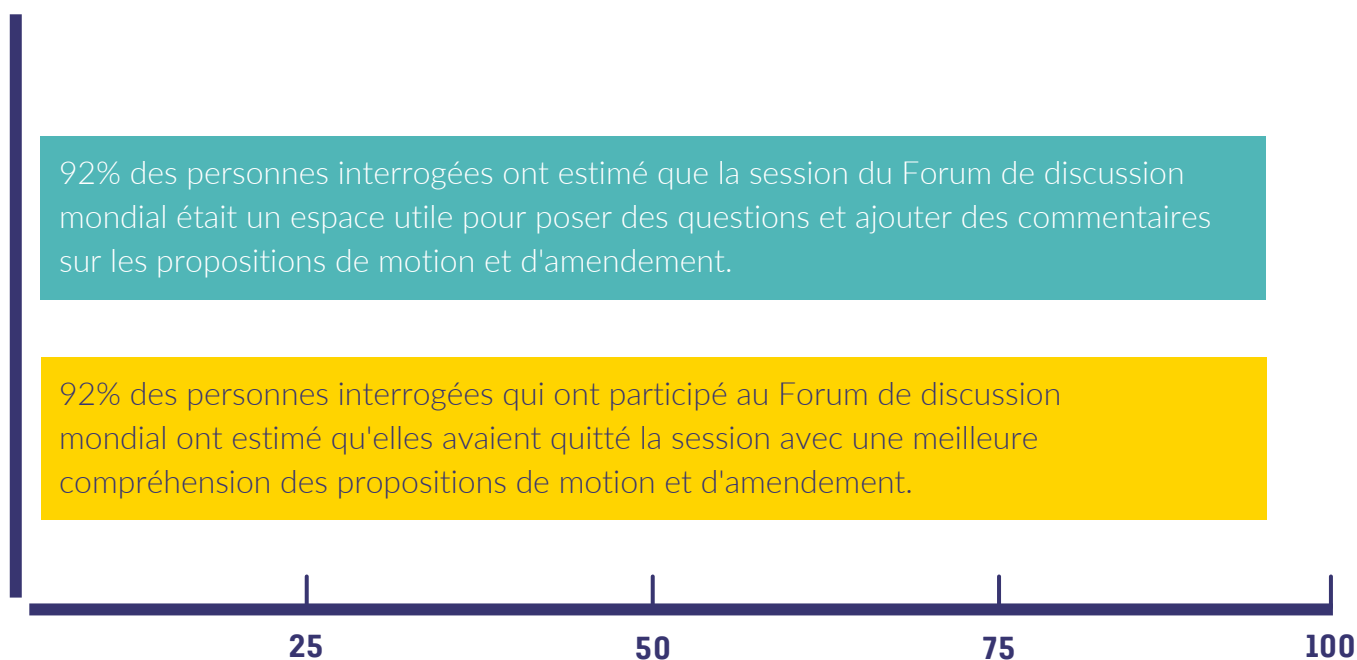 92% des personnes interrogées ont estimé que la session du Forum de discussion
mondial était un espace utile pour poser des questions et ajouter des commentaires
sur les propositions de motion et d'amendement.
92% des personnes interrogées qui ont participé au Forum de discussion
mondial ont estimé qu'elles avaient quitté la session avec une meilleure
compréhension des propositions de motion et d'amendement.
25 50 75 100